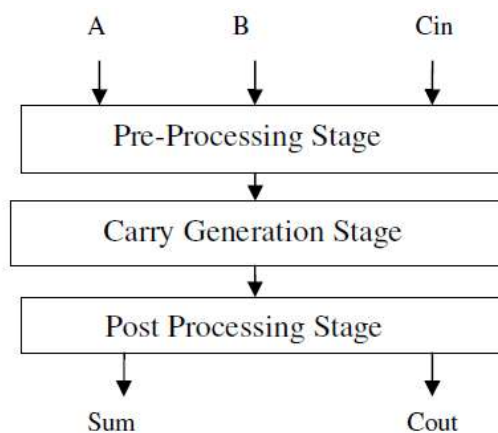 A B Cin
Pre-Processing Stage
Carry Generation Stage
Post Processing Stage
Sum Cout